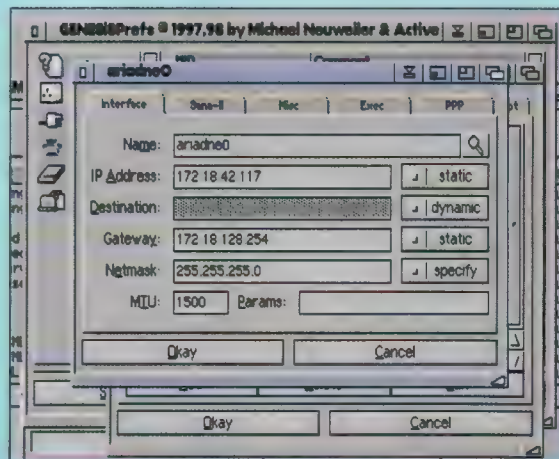 GENESISPrefs © 1997,98 by Michael Neuweiler & Active
ariadne0
Interface
Sana-II
Misc
Exec
PPP
Name: ariadne0
IP Address: 172.18.42.117 static
Destination: dynamic
Gateway: 172.18.128.254 static
Netmask: 255.255.255.0 specify
MTU: 1500 Params:
Okay Cancel
Okay Cancel